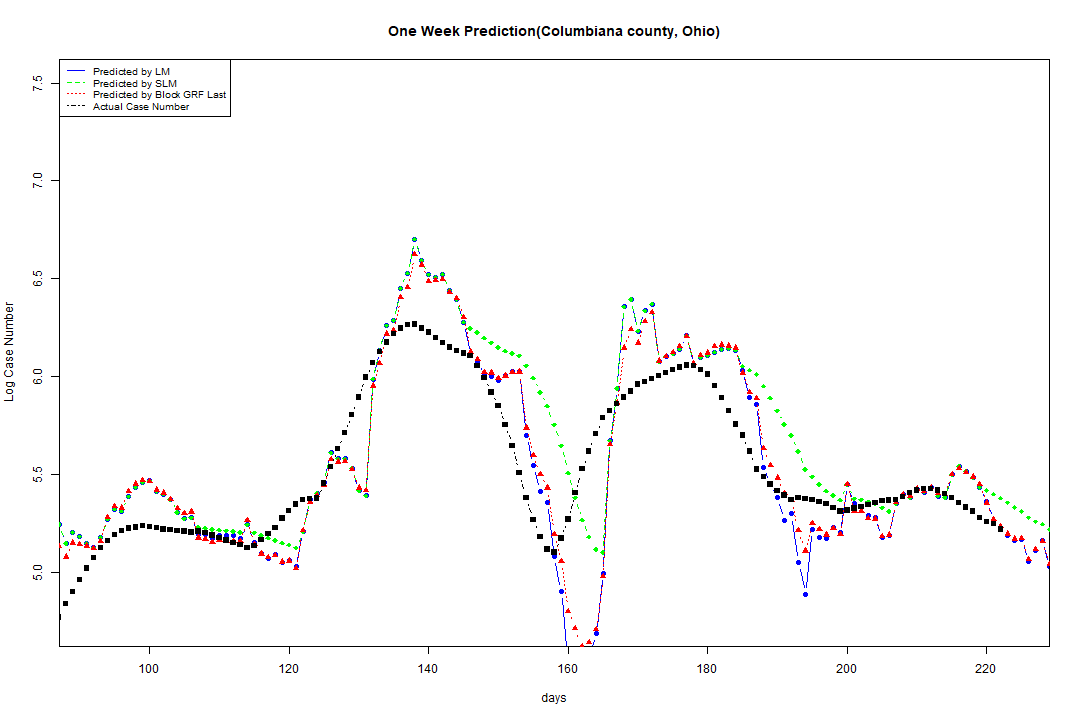 One Week Prediction(Columbiana county, Ohio)
Predicted by LM
Predicted by SLM
Predicted by Block GRF Last
Actual Case Number
7.5
7.0
6.5
6.0
5.5
5.0
Log Case Number
100 120 140 160 180 200 220
days